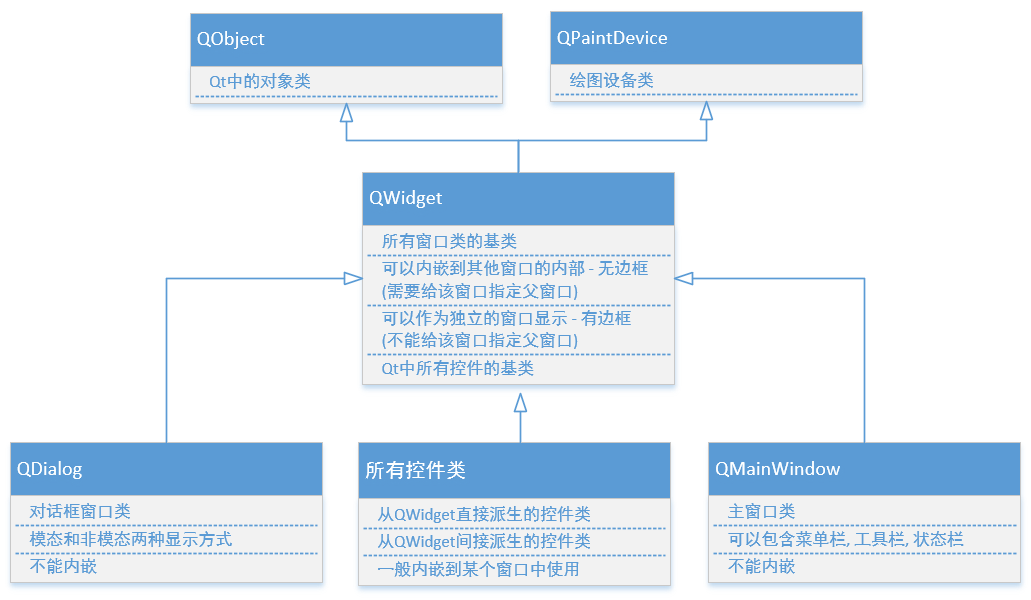 QObject
Qt中的对象类
QPaintDevice
绘图设备类
QWidget
所有窗口类的基类
可以内嵌到其他窗口的内部 - 无边框
(需要给该窗口指定父窗口)
可以作为独立的窗口显示 - 有边框
(不能给该窗口指定父窗口)
Qt中所有控件的基类
QDialog
对话框窗口类
模态和非模态两种显示方式
不能内嵌
所有控件类
从QWidget直接派生的控件类
从QWidget间接派生的控件类
一般内嵌到某个窗口中使用
QMainWindow
主窗口类
可以包含菜单栏, 工具栏, 状态栏
不能内嵌